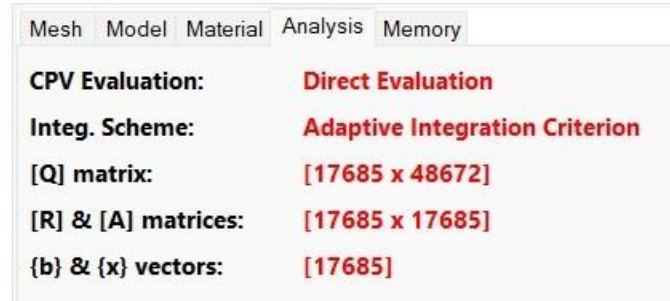 Mesh Model Material Analysis Memory
CPV Evaluation: Direct Evaluation
Integ. Scheme: Adaptive Integration Criterion
[Q] matrix: [17685 x 48672]
[R] & [A] matrices: [17685 x 17685]
{b} & {x} vectors: [17685]